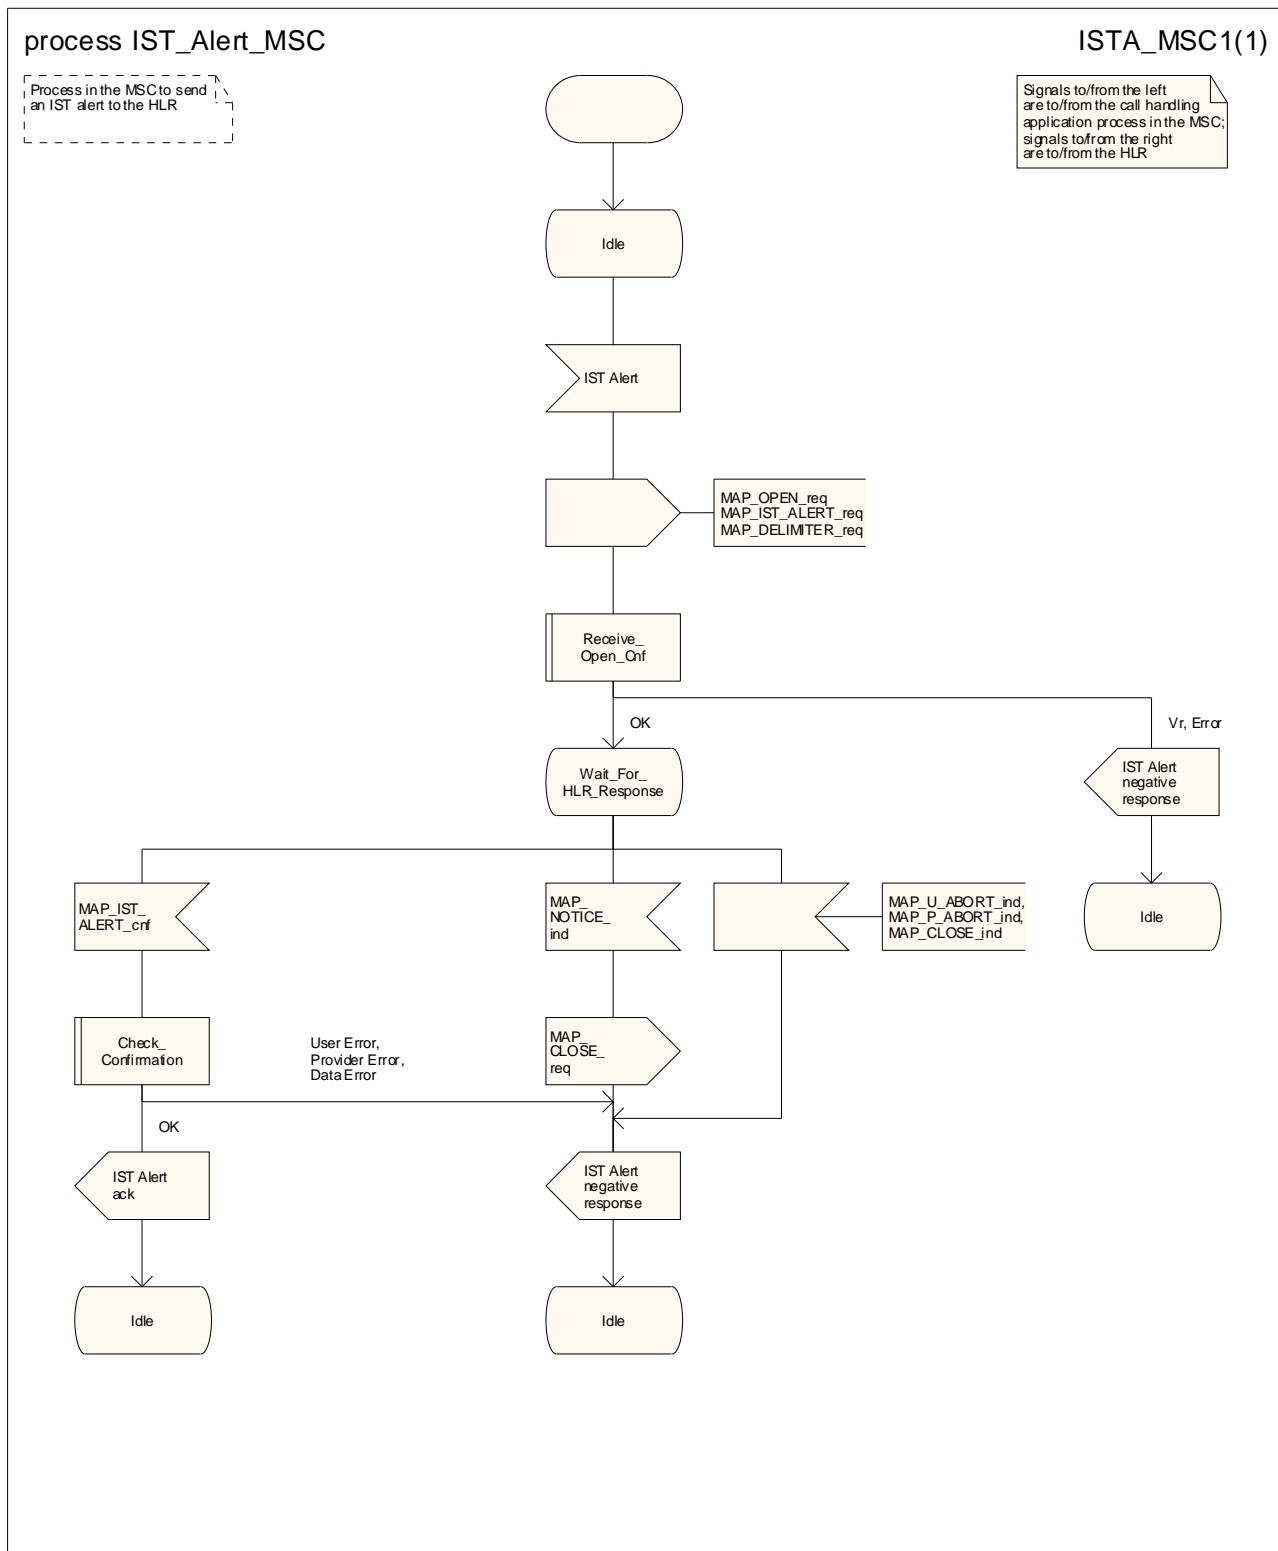 process IST_Alert_MSC
ISTA_MSC1(1)
Process in the MSC to send
an IST alert to the HLR
Signals to/from the left
are to/from the call handling
application process in the MSC;
signals to/from the right
are to/from the HLR
Idle
IST Alert
MAP_OPEN_req
MAP_IST_ALERT_req
MAP_DELIMITER_req
Receive_
Open_Cnf
OK
Vr, Error
Wait_For_
HLR_Response
IST Alert
negative
response
MAP_IST_
ALERT_cnf
MAP_
NOTICE_
ind
MAP_U_ABORT_ind,
MAP_P_ABORT_ind,
MAP_CLOSE_ind
Idle
Check_
Confirmation
User Error,
Provider Error,
Data Error
MAP_
CLOSE_
req
OK
IST Alert
ack
IST Alert
negative
response
Idle
Idle